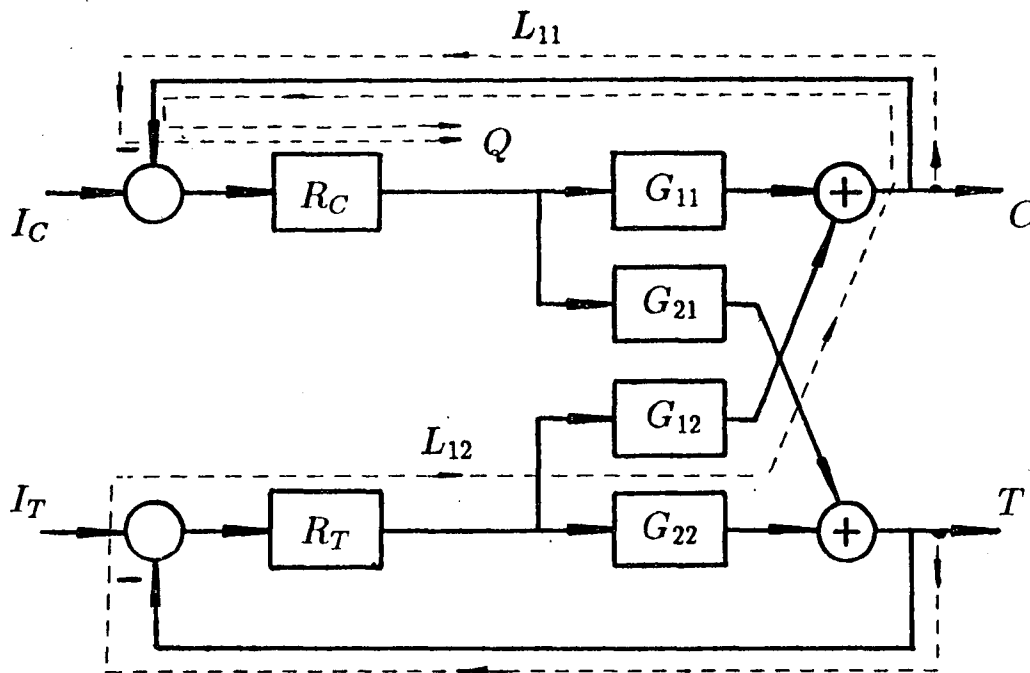 L₁₁
Q
−
I_C
R_C
G₁₁
+
C
G₂₁
G₁₂
L₁₂
I_T
R_T
G₂₂
+
T
−